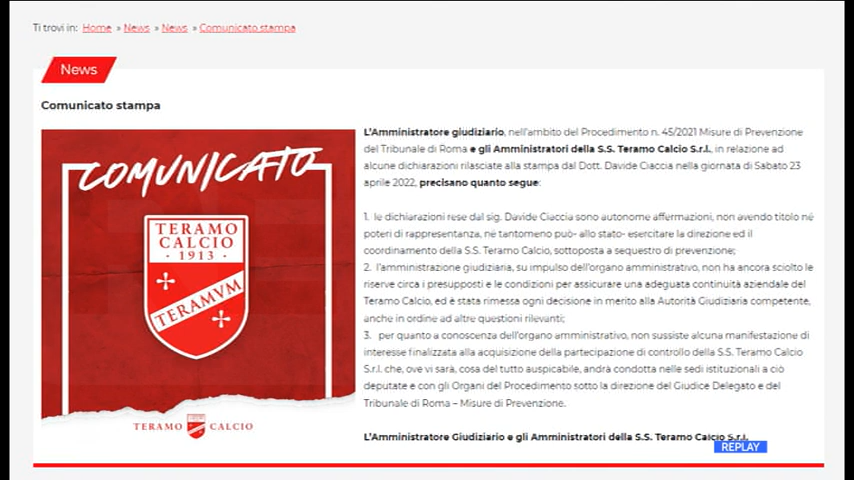 Ti trovi in: Home » News » News » Comunicato stampa
News
Comunicato stampa
COMUNICATO
TERAMO
CALCIO
· 1913 ·
TERAMVM
TERAMO CALCIO
L'Amministratore giudiziario, nell'ambito del Procedimento n. 45/2021 Misure di Prevenzione
del Tribunale di Roma e gli Amministratori della S.S. Teramo Calcio S.r.l., in relazione ad
alcune dichiarazioni rilasciate alla stampa dal Dott. Davide Ciaccia nella giornata di Sabato 23
aprile 2022, precisano quanto segue:
1. le dichiarazioni rese dal sig. Davide Ciaccia sono autonome affermazioni, non avendo titolo né
poteri di rappresentanza, né tantomeno può- allo stato- esercitare la direzione ed il
coordinamento della S.S. Teramo Calcio, sottoposta a sequestro di prevenzione;
2. l'amministrazione giudiziaria, su impulso dell'organo amministrativo, non ha ancora sciolto le
riserve circa i presupposti e le condizioni per assicurare una adeguata continuità aziendale del
Teramo Calcio, ed è stata rimessa ogni decisione in merito alla Autorità Giudiziaria competente,
anche in ordine ad altre questioni rilevanti;
3. per quanto a conoscenza dell'organo amministrativo, non sussiste alcuna manifestazione di
interesse finalizzata alla acquisizione della partecipazione di controllo della S.S. Teramo Calcio
S.r.l. che, ove vi sarà, cosa del tutto auspicabile, andrà condotta nelle sedi istituzionali a ciò
deputate e con gli Organi del Procedimento sotto la direzione del Giudice Delegato e del
Tribunale di Roma – Misure di Prevenzione.
L'Amministratore Giudiziario e gli Amministratori della S.S. Teramo Calcio S.r.l.
REPLAY